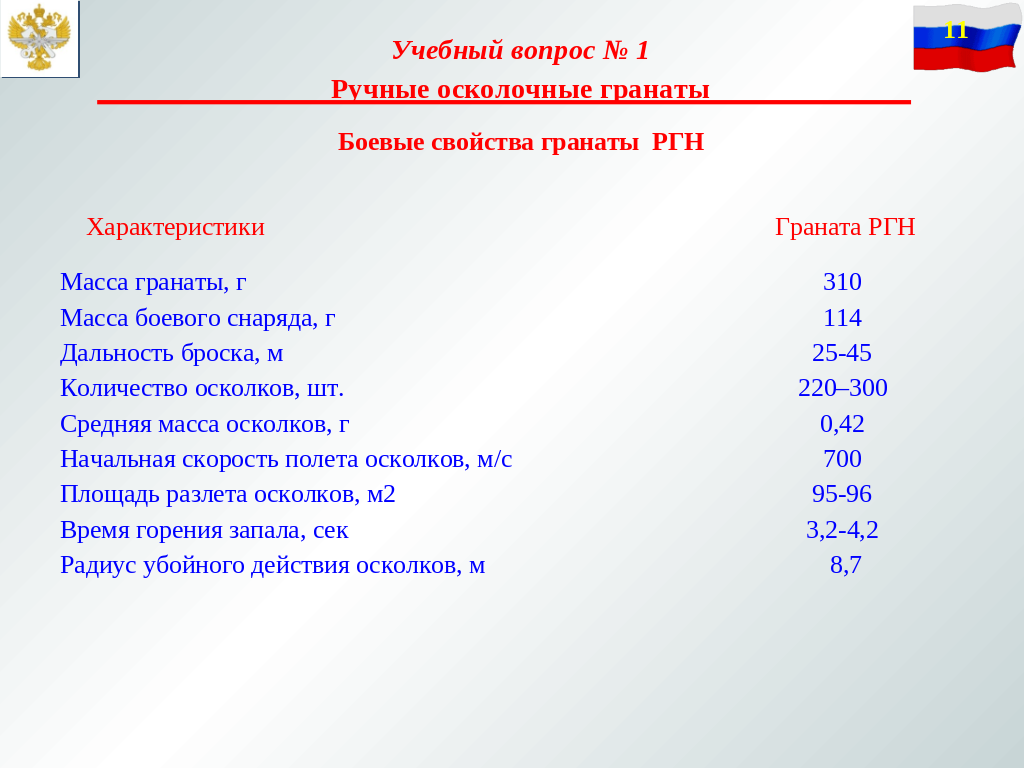 11
Учебный вопрос № 1
Ручные осколочные гранаты
Боевые свойства гранаты РГН
Характеристики Граната РГН
Масса гранаты, г 310
Масса боевого снаряда, г 114
Дальность броска, м 25-45
Количество осколков, шт. 220–300
Средняя масса осколков, г 0,42
Начальная скорость полета осколков, м/с 700
Площадь разлета осколков, м2 95-96
Время горения запала, сек 3,2-4,2
Радиус убойного действия осколков, м 8,7